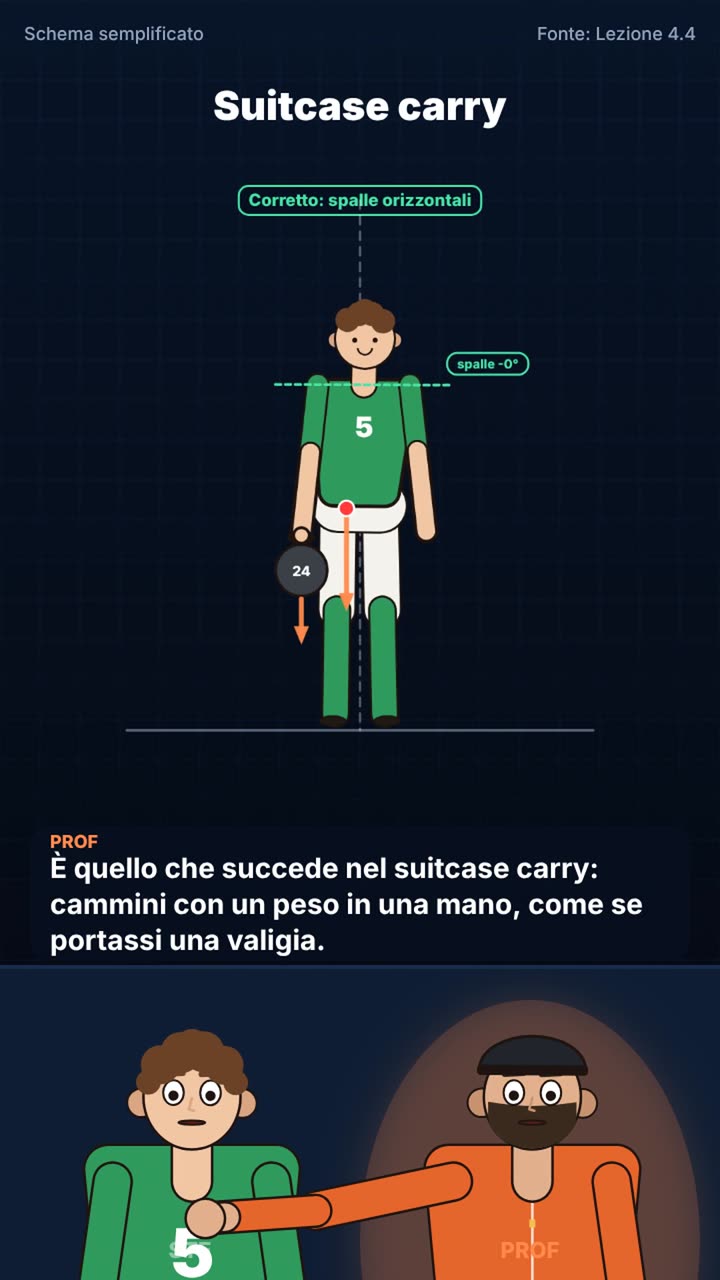 Schema semplificato
Fonte: Lezione 4.4
Suitcase carry
Corretto: spalle orizzontali
spalle -0°
5
24
PROF
È quello che succede nel suitcase carry:
cammini con un peso in una mano, come se
portassi una valigia.
5
PROF